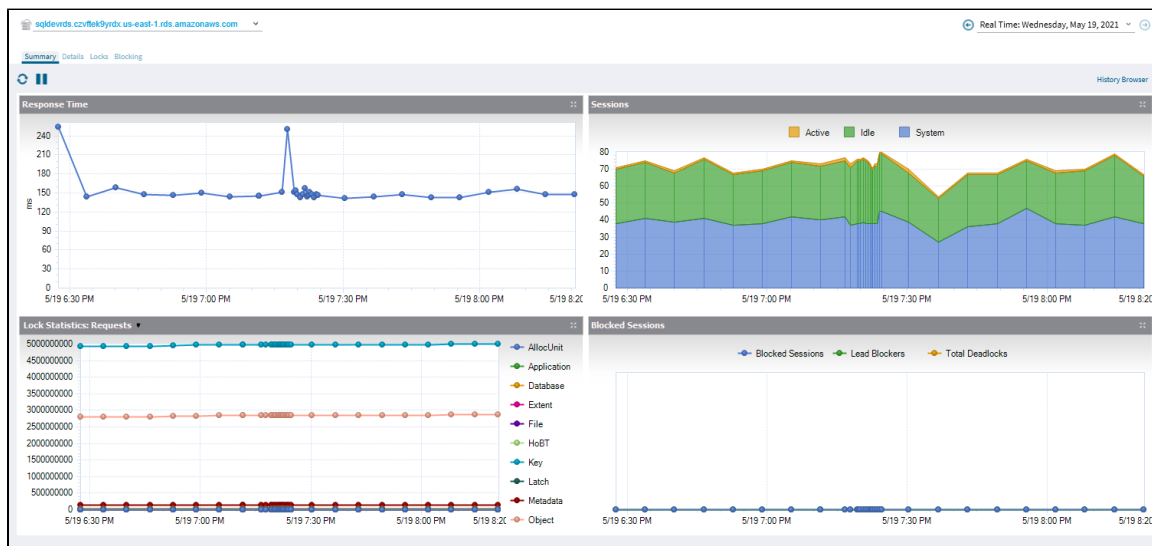 sqldevrds.czvftek9yrdx.us-east-1.rds.amazonaws.com
Real Time: Wednesday, May 19, 2021
Summary Details Locks Blocking
History Browser
Response Time
240
210
180
150
120
90
60
30
0
ms
5/19 6:30 PM 5/19 7:00 PM 5/19 7:30 PM 5/19 8:00 PM 5/19 8:20
Sessions
Active Idle System
80
70
60
50
40
30
20
10
0
5/19 6:30 PM 5/19 7:00 PM 5/19 7:30 PM 5/19 8:00 PM 5/19 8:20
Lock Statistics: Requests
5000000000
4500000000
4000000000
3500000000
3000000000
2500000000
2000000000
1500000000
1000000000
500000000
0
5/19 6:30 PM 5/19 7:00 PM 5/19 7:30 PM 5/19 8:00 PM 5/19 8:20
AllocUnit
Application
Database
Extent
File
HoBT
Key
Latch
Metadata
Object
Blocked Sessions
Blocked Sessions Lead Blockers Total Deadlocks
0
5/19 6:30 PM 5/19 7:00 PM 5/19 7:30 PM 5/19 8:00 PM 5/19 8:20